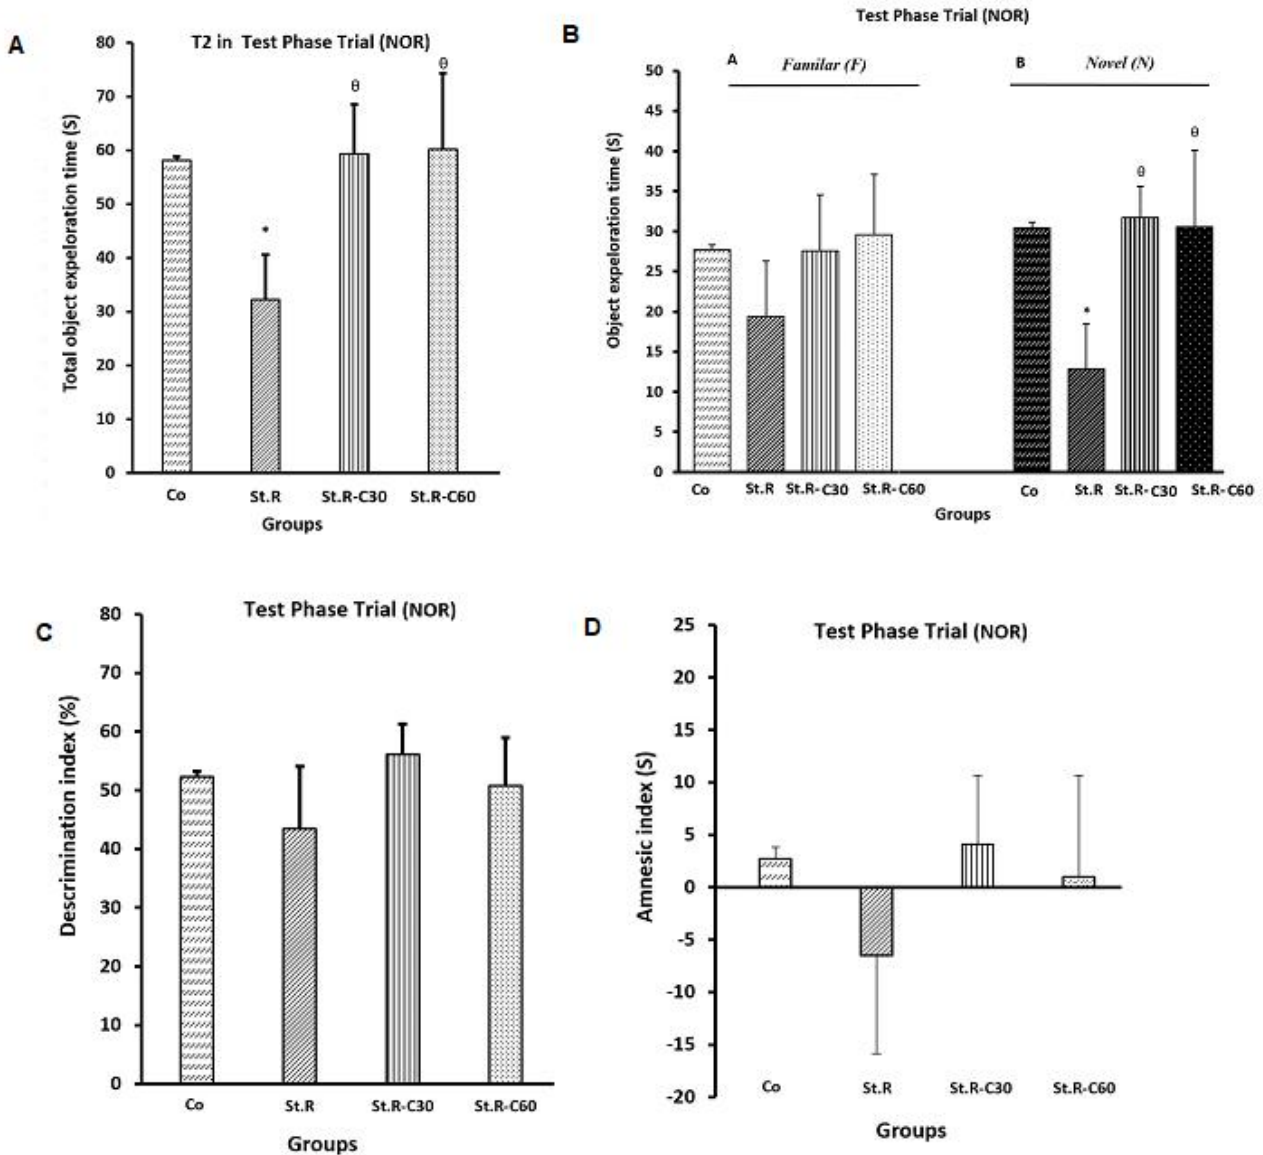 A
T2 in Test Phase Trial (NOR)
Total object expeloration time (S)
80
70
60
50
40
30
20
10
0
*
θ
θ
Co St.R St.R-C30 St.R-C60
Groups
B
Test Phase Trial (NOR)
A Familar (F)
B Novel (N)
Object expeloration time (S)
50
45
40
35
30
25
20
15
10
5
0
*
θ
θ
Co St.R St.R-C30 St.R-C60 Co St.R St.R-C30 St.R-C60
Groups
C
Test Phase Trial (NOR)
Descrimination index (%)
80
70
60
50
40
30
20
10
0
Co St.R St.R-C30 St.R-C60
Groups
D
Test Phase Trial (NOR)
Amnesic index (S)
25
20
15
10
5
0
-5
-10
-15
-20
Co St.R St.R-C30 St.R-C60
Groups